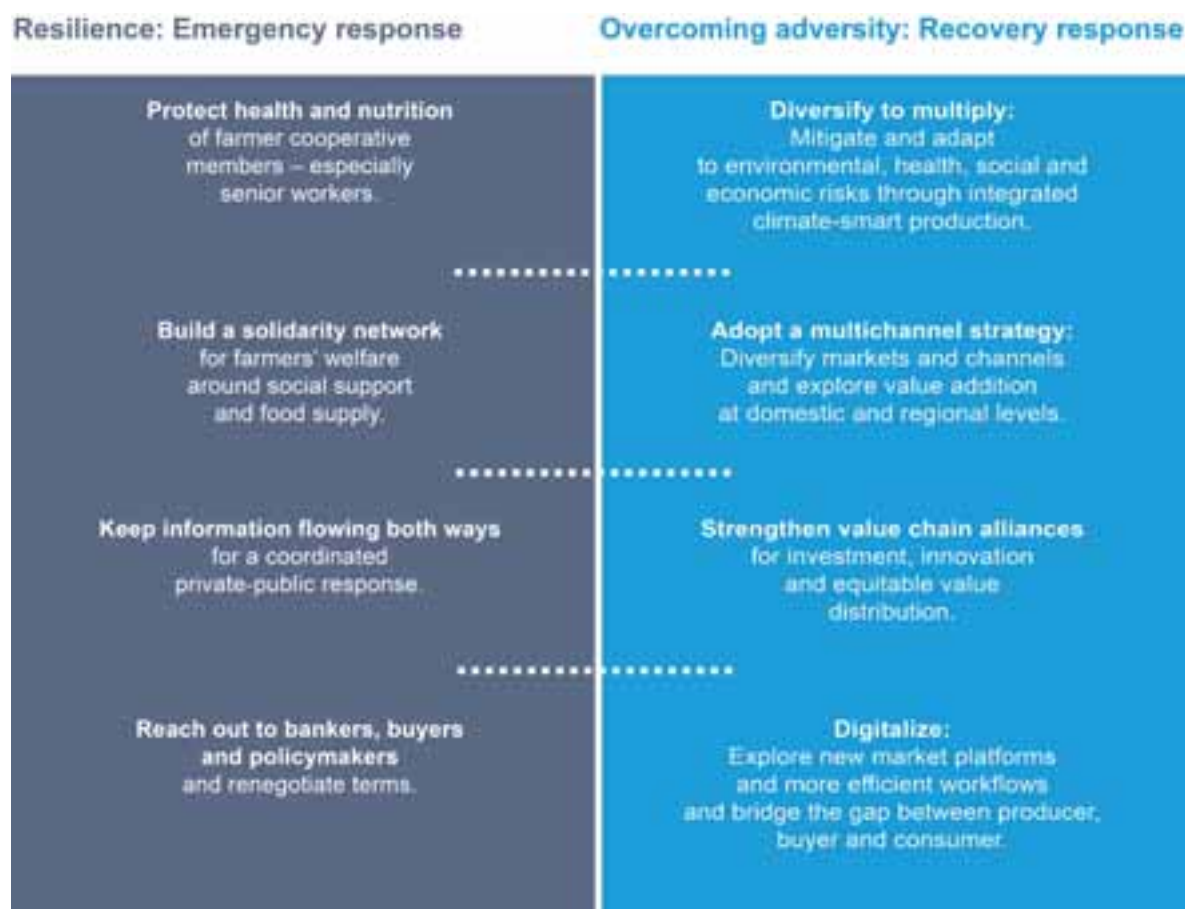 Resilience: Emergency response
Protect health and nutrition
of farmer cooperative
members – especially
senior workers.
Build a solidarity network
for farmers' welfare
around social support
and food supply.
Keep information flowing both ways
for a coordinated
private-public response.
Reach out to bankers, buyers
and policymakers
and renegotiate terms.
Overcoming adversity: Recovery response
Diversify to multiply:
Mitigate and adapt
to environmental, health, social and
economic risks through integrated
climate-smart production.
Adopt a multichannel strategy:
Diversify markets and channels
and explore value addition
at domestic and regional levels.
Strengthen value chain alliances
for investment, innovation
and equitable value
distribution.
Digitalize:
Explore new market platforms
and more efficient workflows
and bridge the gap between producer,
buyer and consumer.